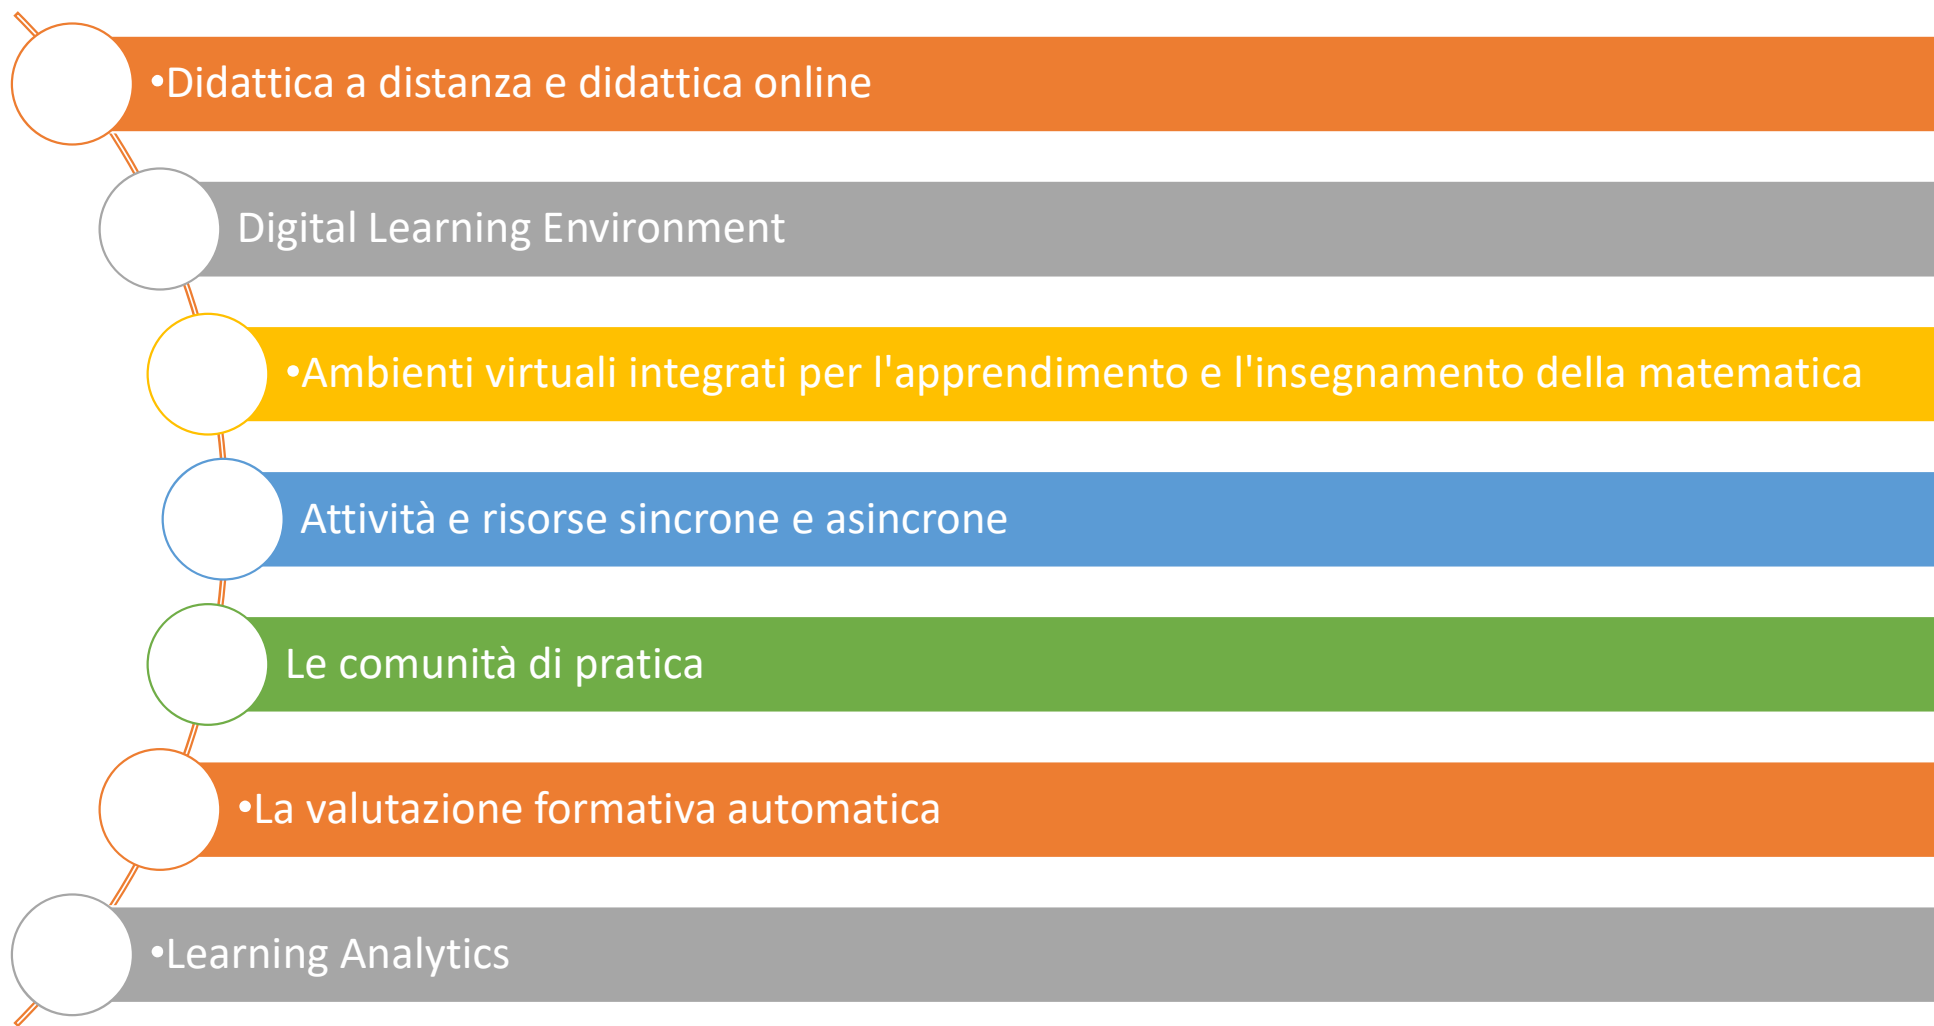 •Didattica a distanza e didattica online
Digital Learning Environment
•Ambienti virtuali integrati per l'apprendimento e l'insegnamento della matematica
Attività e risorse sincrone e asincrone
Le comunità di pratica
•La valutazione formativa automatica
•Learning Analytics